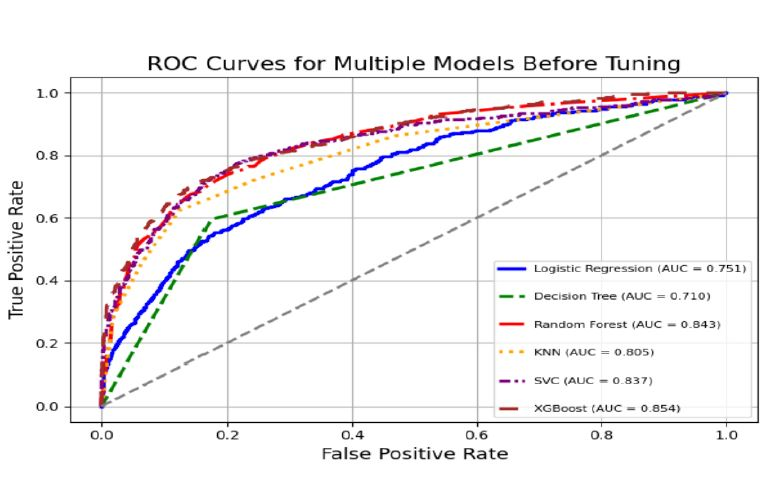 ROC Curves for Multiple Models Before Tuning
True Positive Rate
1.0
0.8
0.6
0.4
0.2
0.0
Logistic Regression (AUC = 0.751)
Decision Tree (AUC = 0.710)
Random Forest (AUC = 0.843)
KNN (AUC = 0.805)
SVC (AUC = 0.837)
XGBoost (AUC = 0.854)
0.0 0.2 0.4 0.6 0.8 1.0
False Positive Rate